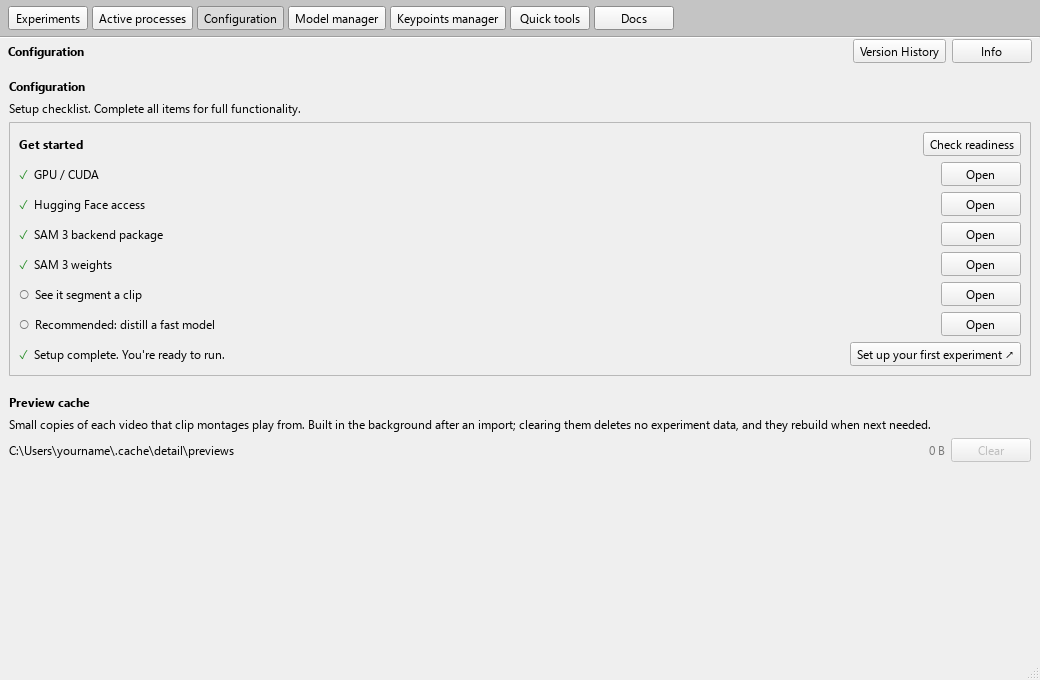 Experiments Active processes Configuration Model manager Keypoints manager Quick tools Docs
Configuration Version History Info
Configuration
Setup checklist. Complete all items for full functionality.
Get started Check readiness
✓ GPU / CUDA Open
✓ Hugging Face access Open
✓ SAM 3 backend package Open
✓ SAM 3 weights Open
○ See it segment a clip Open
○ Recommended: distill a fast model Open
✓ Setup complete. You're ready to run. Set up your first experiment ↗
Preview cache
Small copies of each video that clip montages play from. Built in the background after an import; clearing them deletes no experiment data, and they rebuild when next needed.
C:\Users\yourname\.cache\detail\previews 0 B Clear